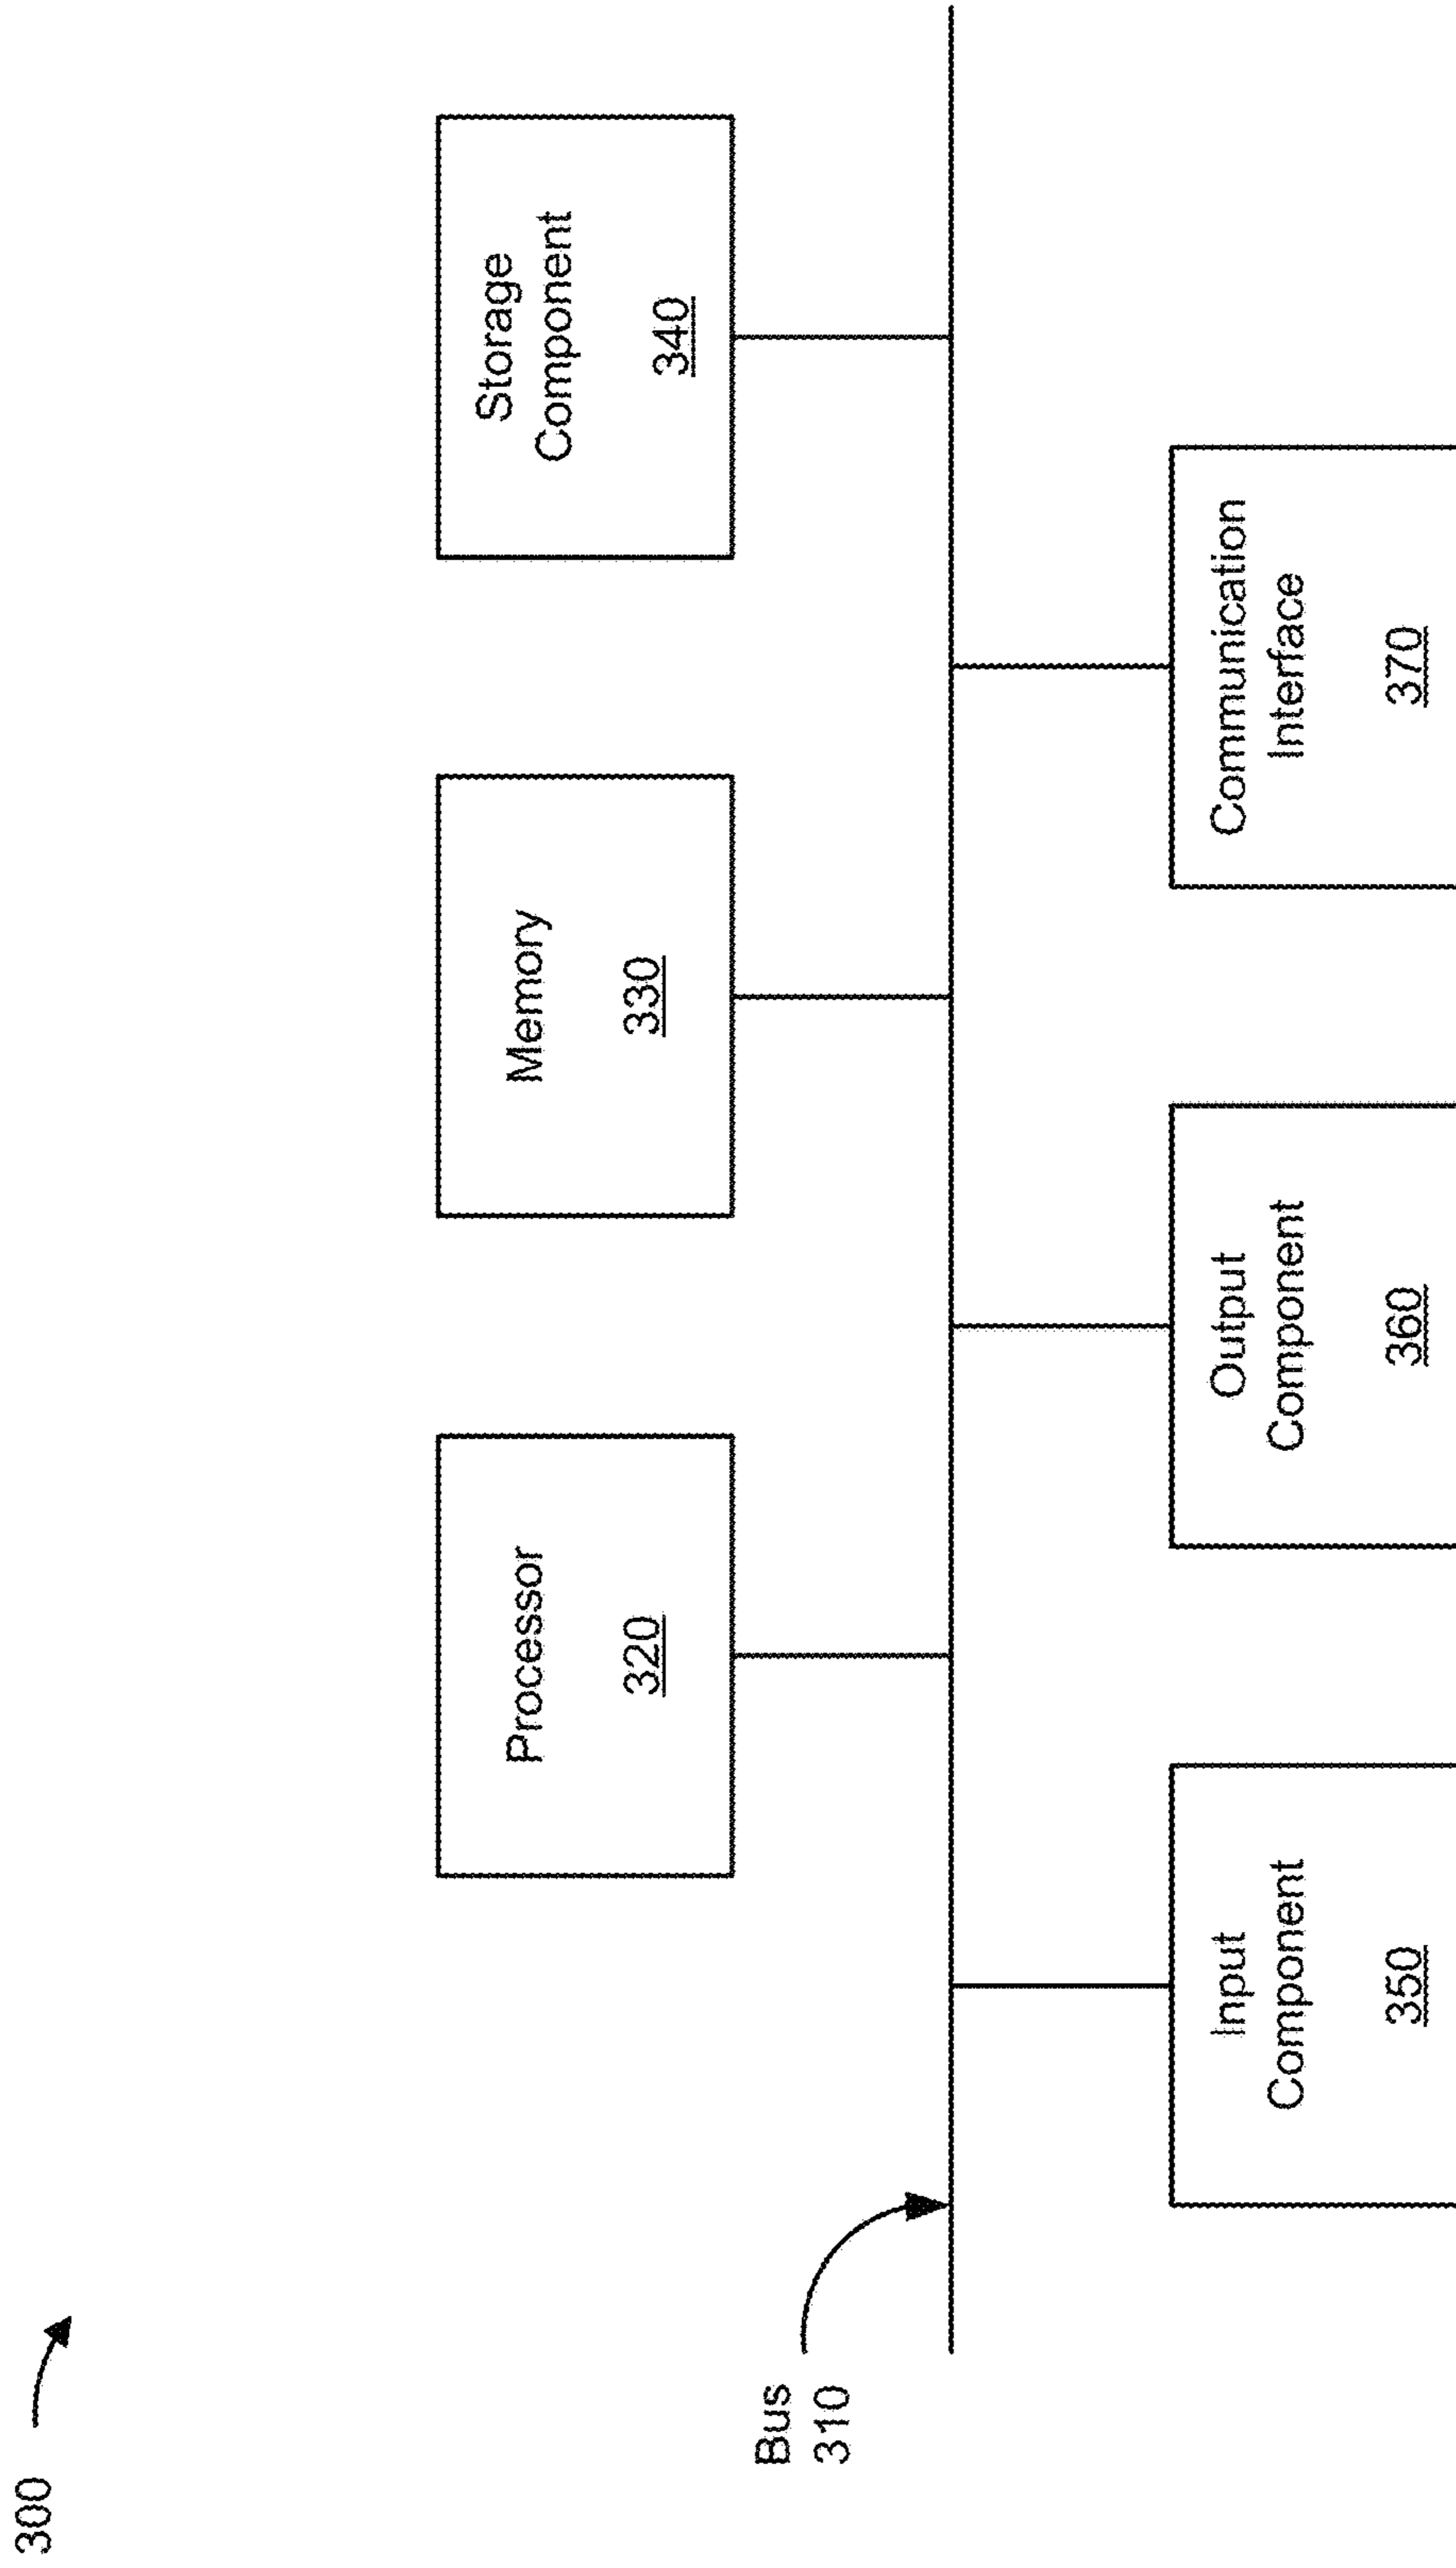 300
Bus
310
Processor
320
Memory
330
Storage
Component
340
Input
Component
350
Output
Component
360
Communication
Interface
370